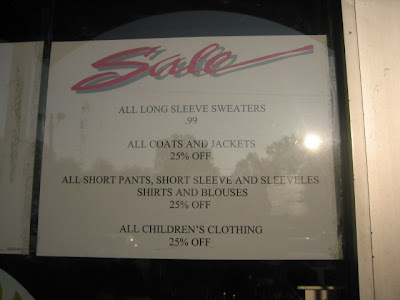 Sale
ALL LONG SLEEVE SWEATERS
.99
ALL COATS AND JACKETS
25% OFF
ALL SHORT PANTS, SHORT SLEEVE AND SLEEVELES
SHIRTS AND BLOUSES
25% OFF
ALL CHILDREN'S CLOTHING
25% OFF